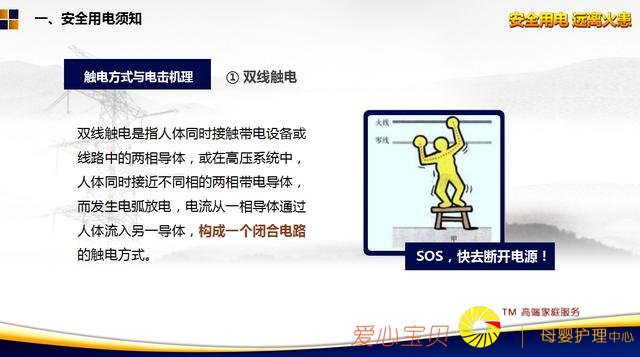 一、安全用电须知
安全用电 远离火患
触电方式与电击机理
① 双线触电
双线触电是指人体同时接触带电设备或
线路中的两相导体，或在高压系统中，
人体同时接近不同相的两相带电导体，
而发生电弧放电，电流从一相导体通过
人体流入另一导体，构成一个闭合电路
的触电方式。
火线
零线
甲
SOS，快去断开电源！
TM 高端家庭服务
爱心宝贝
母婴护理中心